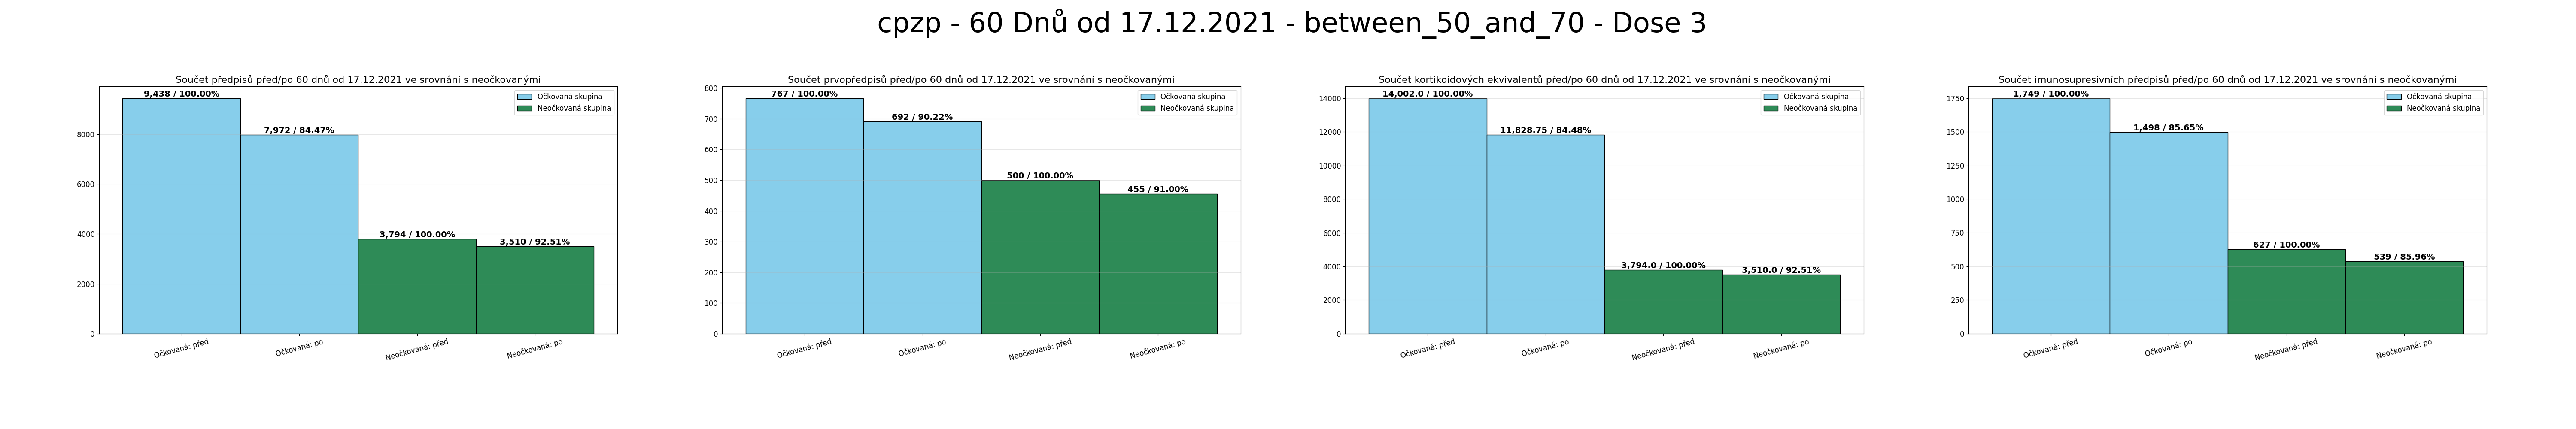 cpzp - 60 Dnů od 17.12.2021 - between_50_and_70 - Dose 3
Součet předpisů před/po 60 dnů od 17.12.2021 ve srovnání s neočkovanými
9,438 / 100.00%
7,972 / 84.47%
3,794 / 100.00%
3,510 / 92.51%
Očkovaná skupina
Neočkovaná skupina
8000
6000
4000
2000
0
Očkovaná: před
Očkovaná: po
Neočkovaná: před
Neočkovaná: po
Součet prvopředpisů před/po 60 dnů od 17.12.2021 ve srovnání s neočkovanými
767 / 100.00%
692 / 90.22%
500 / 100.00%
455 / 91.00%
Očkovaná skupina
Neočkovaná skupina
800
700
600
500
400
300
200
100
0
Očkovaná: před
Očkovaná: po
Neočkovaná: před
Neočkovaná: po
Součet kortikoidových ekvivalentů před/po 60 dnů od 17.12.2021 ve srovnání s neočkovanými
14,002.0 / 100.00%
11,828.75 / 84.48%
3,794.0 / 100.00%
3,510.0 / 92.51%
Očkovaná skupina
Neočkovaná skupina
14000
12000
10000
8000
6000
4000
2000
0
Očkovaná: před
Očkovaná: po
Neočkovaná: před
Neočkovaná: po
Součet imunosupresivních předpisů před/po 60 dnů od 17.12.2021 ve srovnání s neočkovanými
1,749 / 100.00%
1,498 / 85.65%
627 / 100.00%
539 / 85.96%
Očkovaná skupina
Neočkovaná skupina
1750
1500
1250
1000
750
500
250
0
Očkovaná: před
Očkovaná: po
Neočkovaná: před
Neočkovaná: po